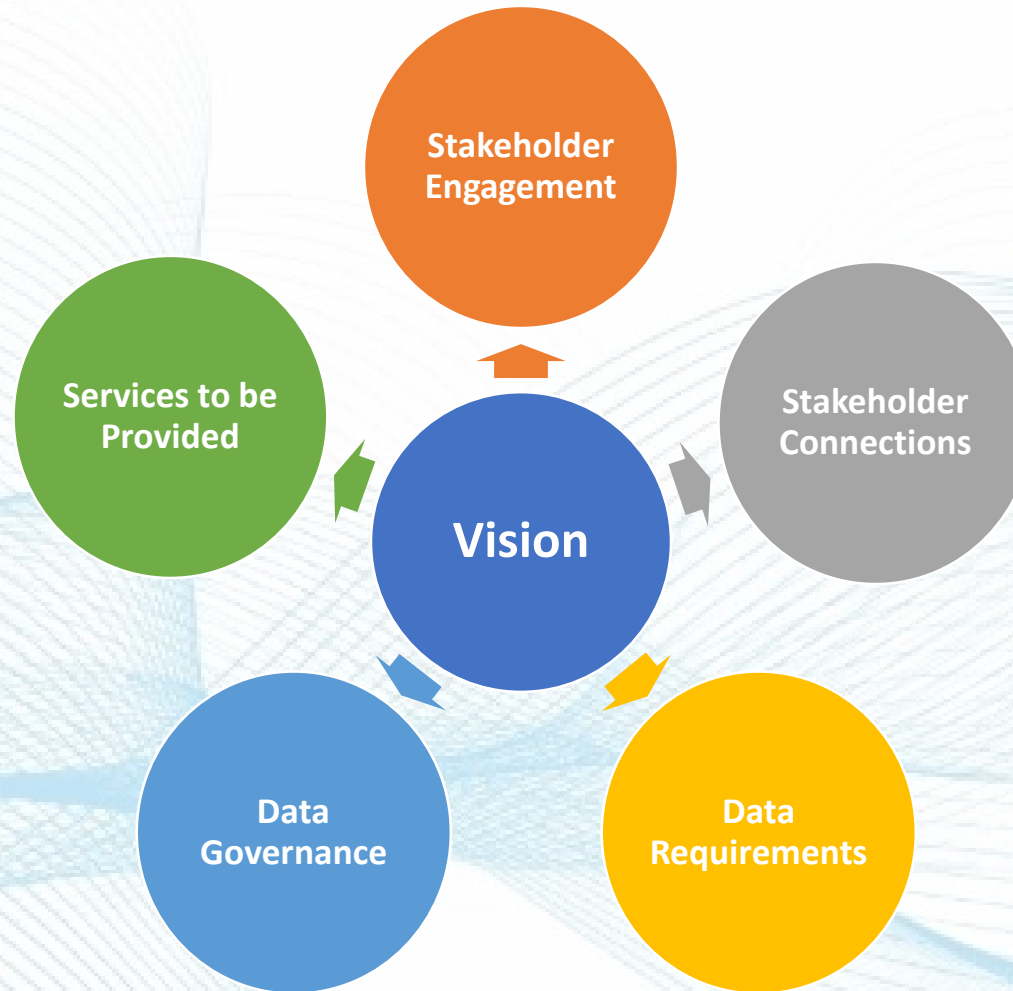 Stakeholder
Engagement
Services to be
Provided
Stakeholder
Connections
Vision
Data
Governance
Data
Requirements